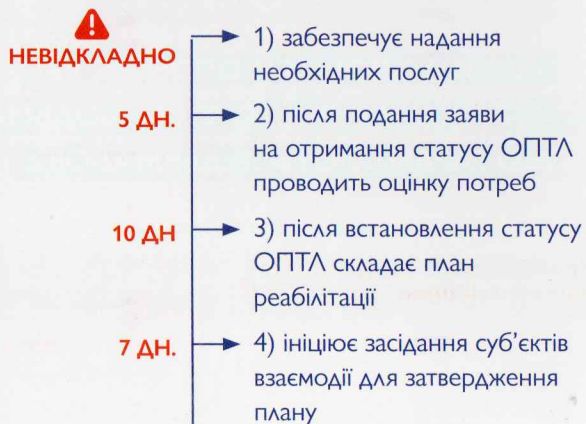 НЕВІДКЛАДНО
1) забезпечує надання
необхідних послуг
5 ДН.
2) після подання заяви
на отримання статусу ОПТЛ
проводить оцінку потреб
10 ДН
3) після встановлення статусу
ОПТЛ складає план
реабілітації
7 ДН.
4) ініціює засідання суб’єктів
взаємодії для затвердження
плану